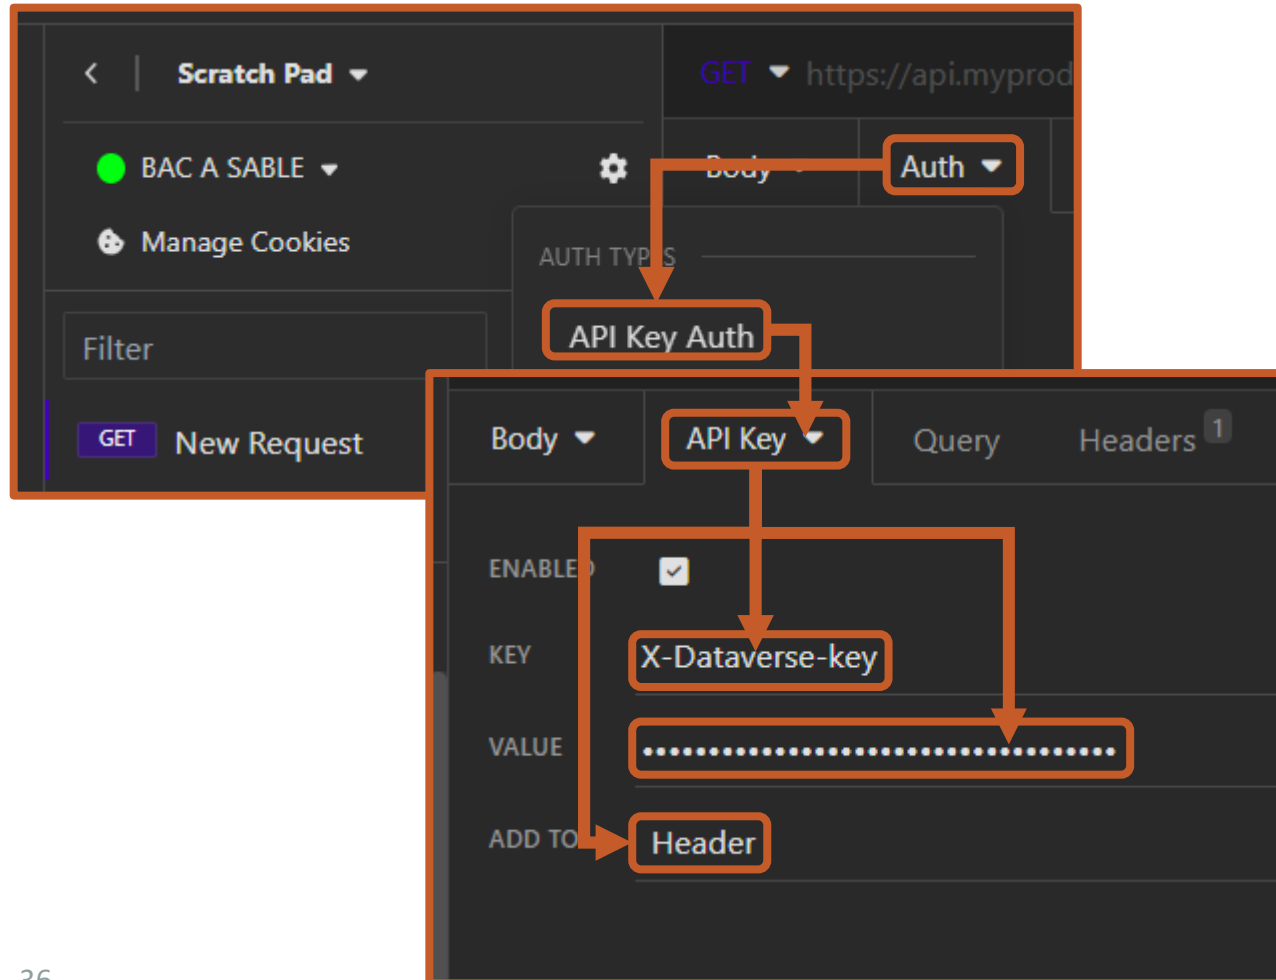 Scratch Pad
GET https://api.myprod
BAC A SABLE
Body
Auth
Manage Cookies
AUTH TYPES
API Key Auth
Filter
GET New Request
Body
API Key
Query
Headers 1
ENABLED
KEY
X-Dataverse-key
VALUE
••••••••••••••••••••••••••••••••••••
ADD TO
Header
36